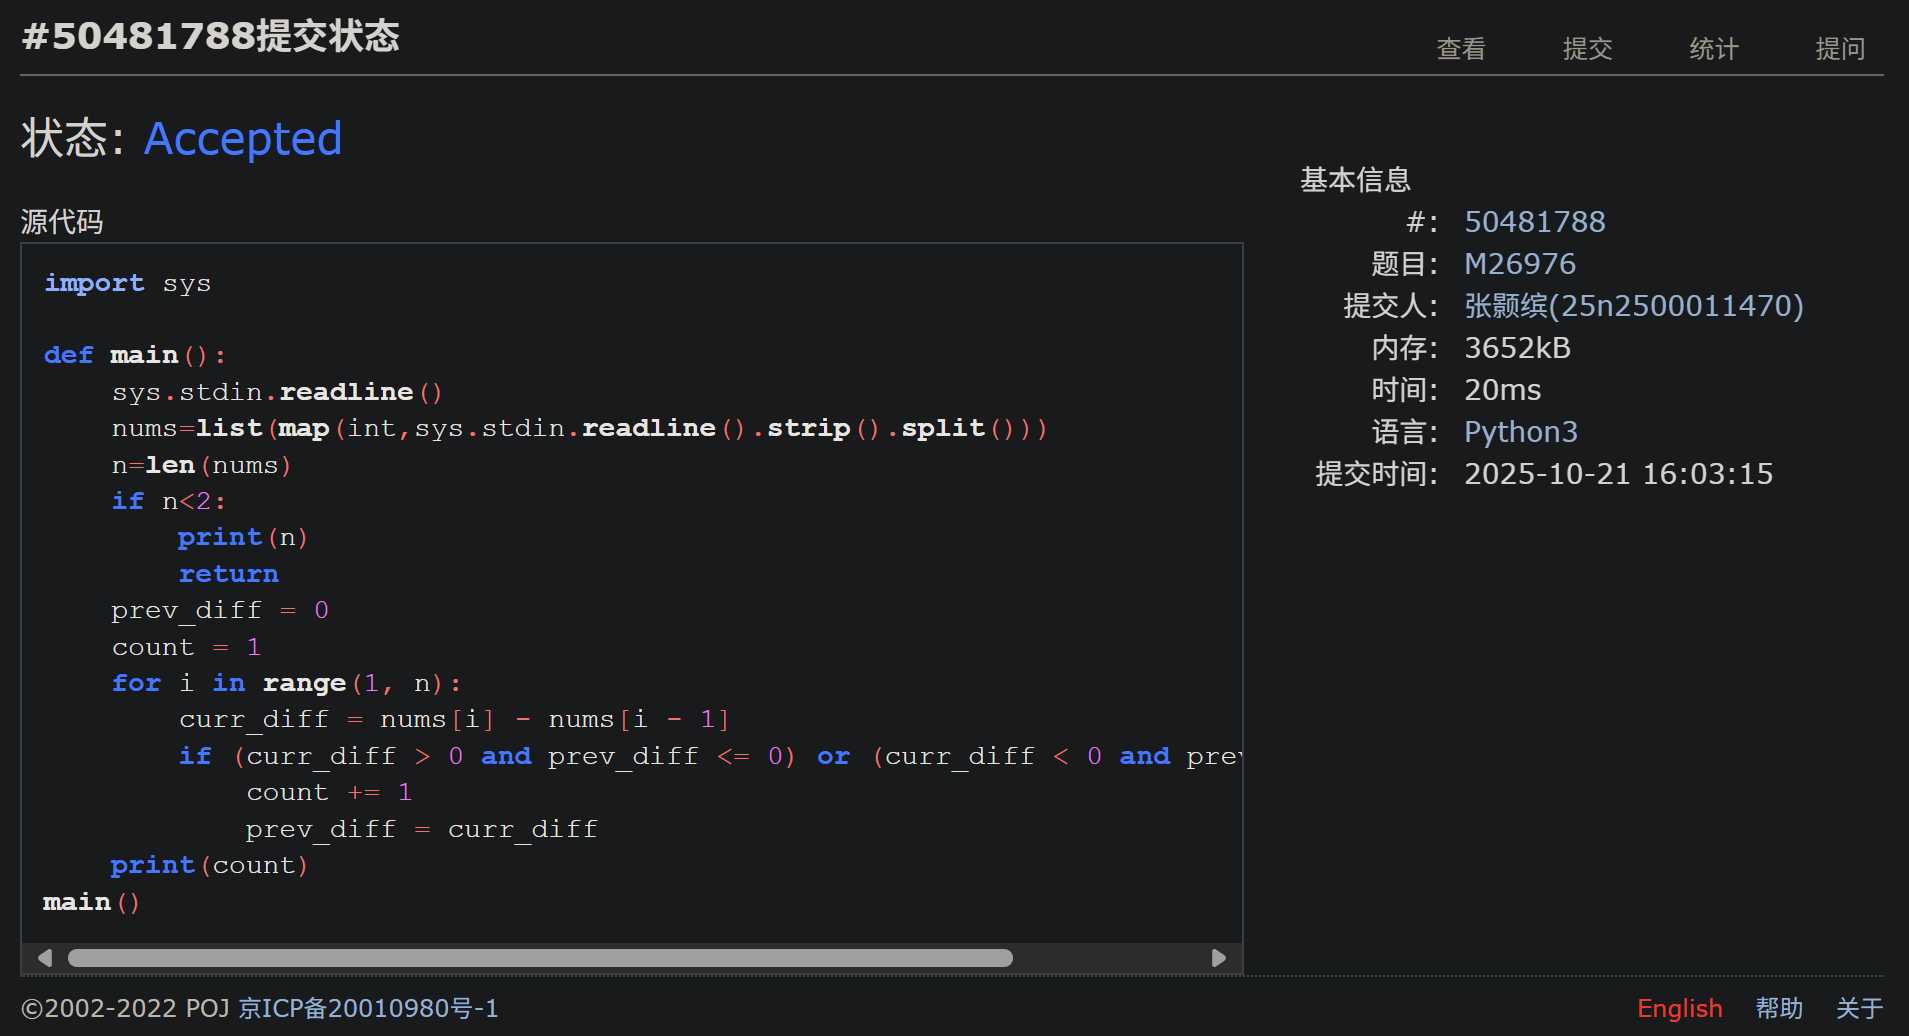 #50481788提交状态
查看 提交 统计 提问
状态: Accepted
源代码
import sys
def main():
    sys.stdin.readline()
    nums=list(map(int,sys.stdin.readline().strip().split()))
    n=len(nums)
    if n<2:
        print(n)
        return
    prev_diff = 0
    count = 1
    for i in range(1, n):
        curr_diff = nums[i] - nums[i - 1]
        if (curr_diff > 0 and prev_diff <= 0) or (curr_diff < 0 and prev
            count += 1
            prev_diff = curr_diff
    print(count)
main()
基本信息
#: 50481788
题目: M26976
提交人: 张颢缤(25n2500011470)
内存: 3652kB
时间: 20ms
语言: Python3
提交时间: 2025-10-21 16:03:15
©2002-2022 POJ 京ICP备20010980号-1
English 帮助 关于